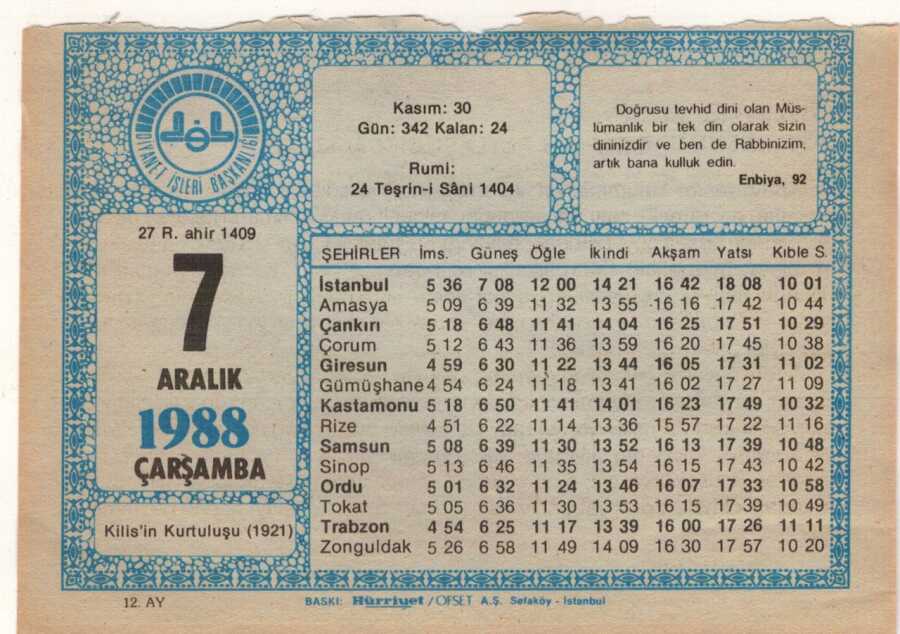 DİYANET İŞLERİ BAŞKANLIĞI
Kasım: 30
Gün: 342 Kalan: 24
Rumi:
24 Teşrin-i Sâni 1404
Doğrusu tevhid dini olan Müs-
lümanlık bir tek din olarak sizin
dininizdir ve ben de Rabbinizim,
artık bana kulluk edin.
Enbiya, 92
27 R. ahir 1409
7
ARALIK
1988
ÇARŞAMBA
Kilis'in Kurtuluşu (1921)
ŞEHİRLER İms. Güneş Öğle İkindi Akşam Yatsı Kıble S.
İstanbul 5 36 7 08 12 00 14 21 16 42 18 08 10 01
Amasya 5 09 6 39 11 32 13 55 16 16 17 42 10 44
Çankırı 5 18 6 48 11 41 14 04 16 25 17 51 10 29
Çorum 5 12 6 43 11 36 13 59 16 20 17 45 10 38
Giresun 4 59 6 30 11 22 13 44 16 05 17 31 11 02
Gümüşhane 4 54 6 24 11 18 13 41 16 02 17 27 11 09
Kastamonu 5 18 6 50 11 41 14 01 16 23 17 49 10 32
Rize 4 51 6 22 11 14 13 36 15 57 17 22 11 16
Samsun 5 08 6 39 11 30 13 52 16 13 17 39 10 48
Sinop 5 13 6 46 11 35 13 54 16 15 17 43 10 42
Ordu 5 01 6 32 11 24 13 46 16 07 17 33 10 58
Tokat 5 05 6 36 11 30 13 53 16 15 17 39 10 49
Trabzon 4 54 6 25 11 17 13 39 16 00 17 26 11 11
Zonguldak 5 26 6 58 11 49 14 09 16 30 17 57 10 20
12. AY
BASKI: Hürriyet / OFSET A.Ş. Sefaköy - İstanbul